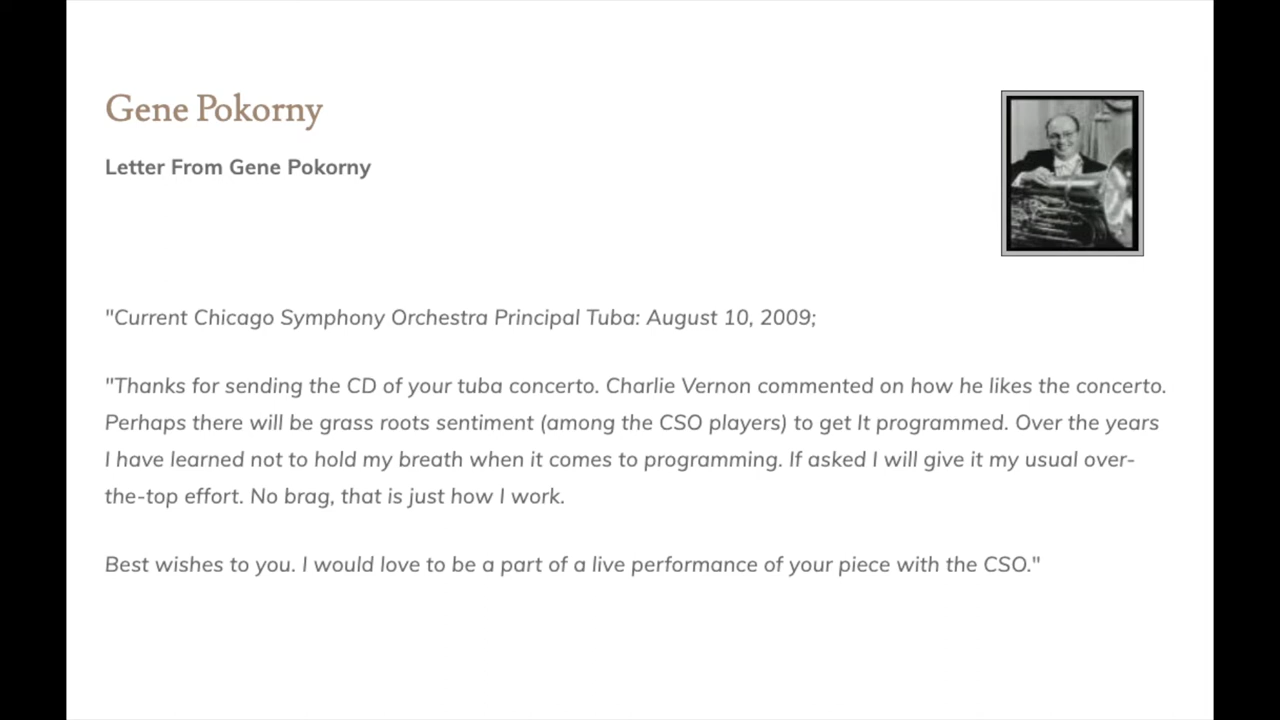 Gene Pokorny
Letter From Gene Pokorny
"Current Chicago Symphony Orchestra Principal Tuba: August 10, 2009;
"Thanks for sending the CD of your tuba concerto. Charlie Vernon commented on how he likes the concerto.
Perhaps there will be grass roots sentiment (among the CSO players) to get It programmed. Over the years
I have learned not to hold my breath when it comes to programming. If asked I will give it my usual over-
the-top effort. No brag, that is just how I work.
Best wishes to you. I would love to be a part of a live performance of your piece with the CSO."